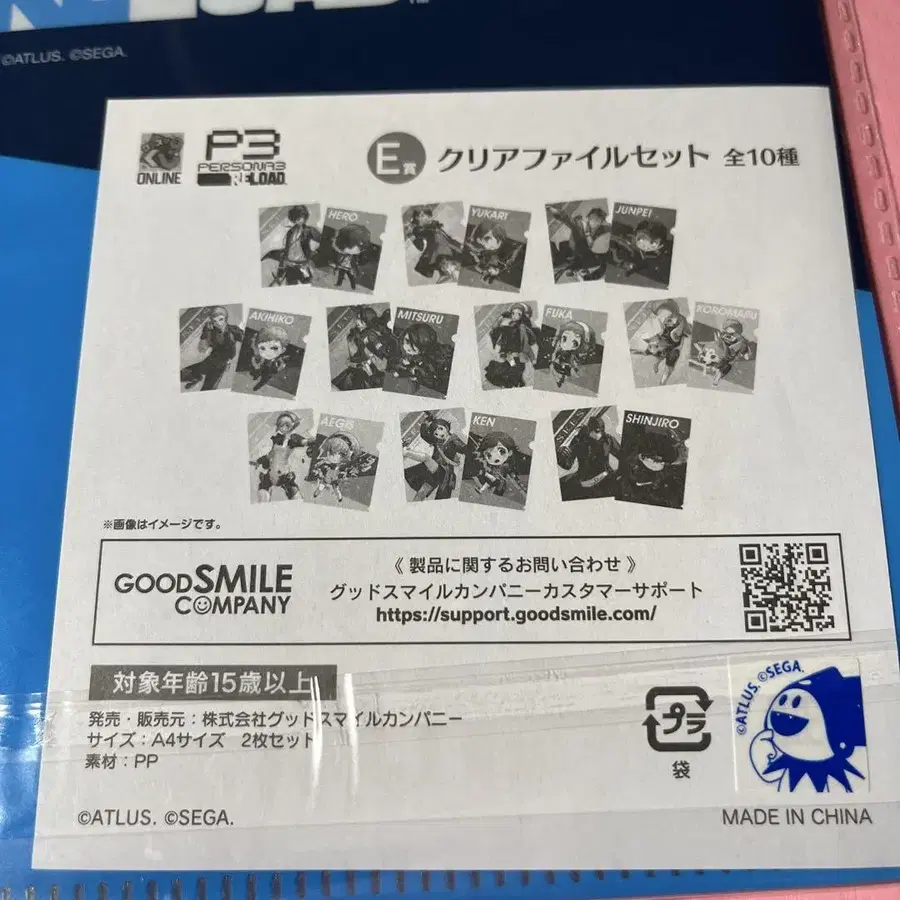 RELOAD™
©ATLUS. ©SEGA.
ONLINE
P3
PERSONA3
RELOAD
E賞 クリアファイルセット 全10種
HERO
YUKARI
JUNPEI
AKIHIKO
MITSURU
FUKA
KOROMARU
AEGIS
KEN
SHINJIRO
※画像はイメージです。
GOOD SMILE
COMPANY
《 製品に関するお問い合わせ 》
グッドスマイルカンパニーカスタマーサポート
https://support.goodsmile.com/
対象年齢15歳以上
発売・販売元：株式会社グッドスマイルカンパニー
サイズ：A4サイズ 2枚セット
素材：PP
プラ
袋
©ATLUS. ©SEGA.
©ATLUS. ©SEGA.
MADE IN CHINA